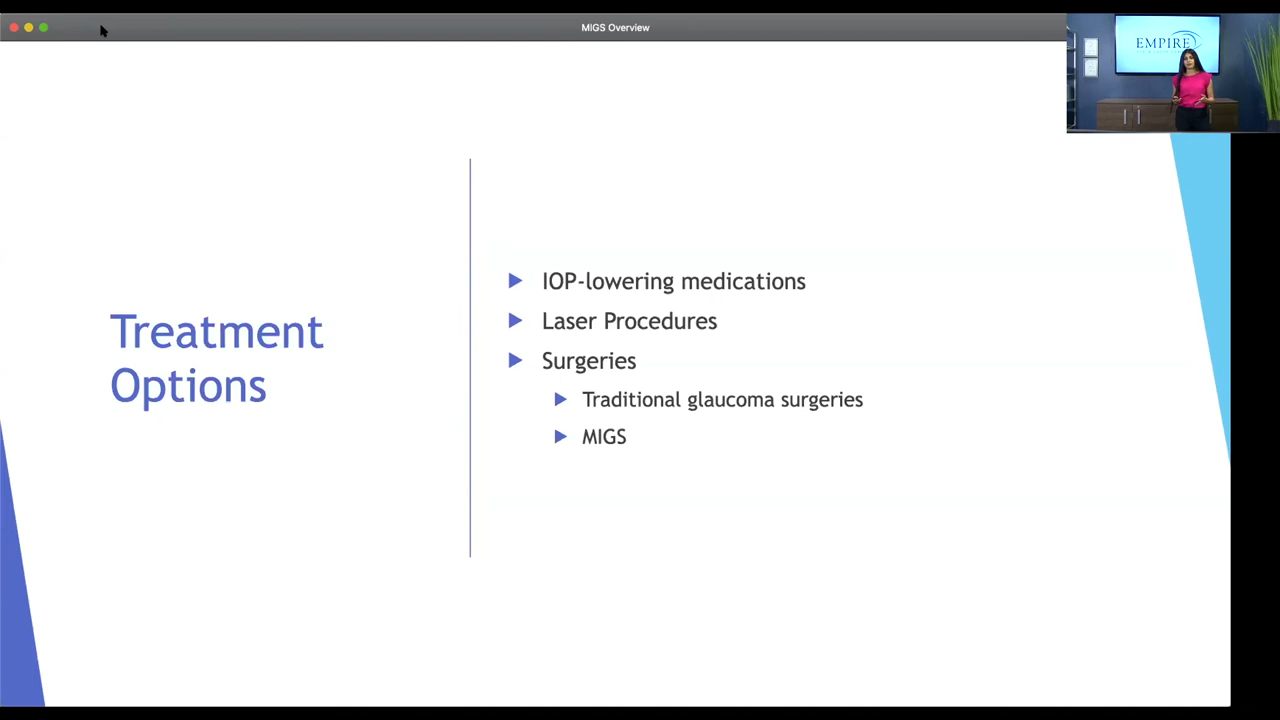 MIGS Overview
EMPIRE
Treatment
Options
IOP-lowering medications
Laser Procedures
Surgeries
Traditional glaucoma surgeries
MIGS